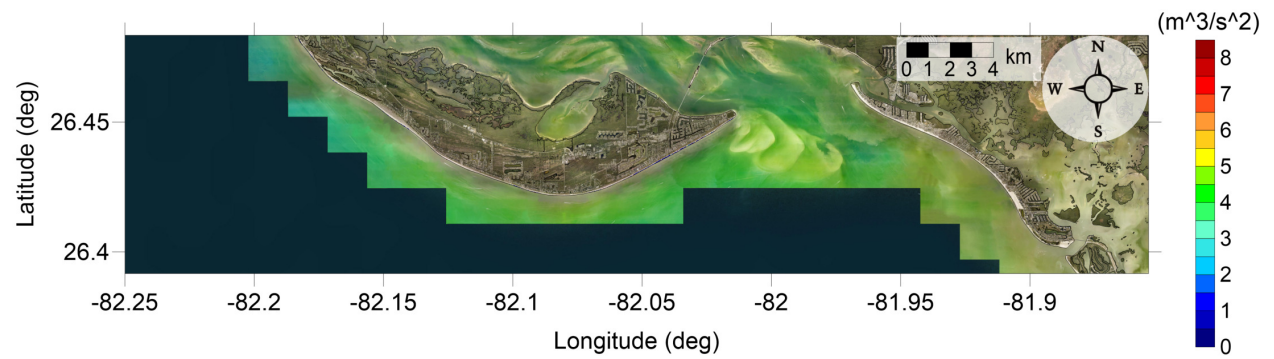 (m^3/s^2)
N
W E
S
0 1 2 3 4 km
8
7
6
5
4
3
2
1
0
Latitude (deg)
26.45
26.4
-82.25 -82.2 -82.15 -82.1 -82.05 -82 -81.95 -81.9
Longitude (deg)